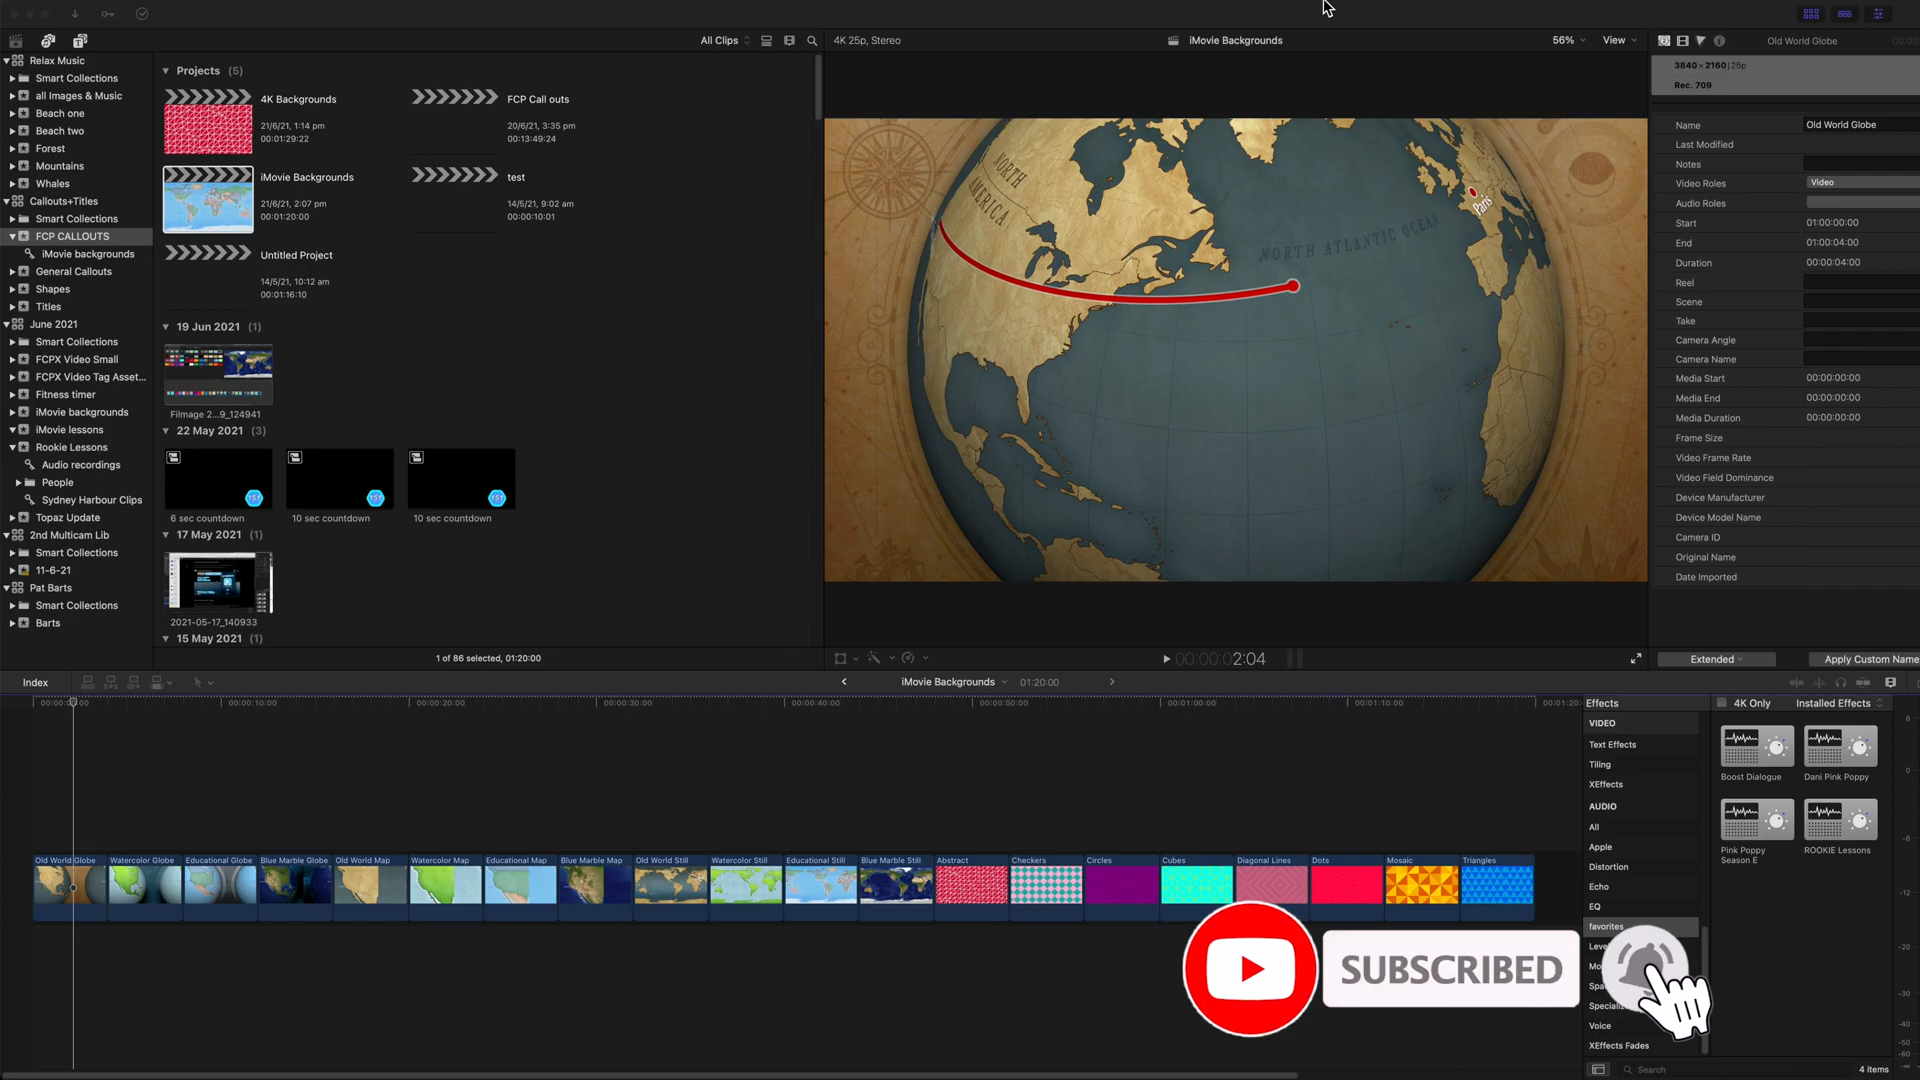 All Clips
4K 25p, Stereo
iMovie Backgrounds
56%
View
Old World Globe
Relax Music
Smart Collections
all Images & Music
Beach one
Beach two
Forest
Mountains
Whales
Callouts+Titles
Smart Collections
FCP CALLOUTS
iMovie backgrounds
General Callouts
Shapes
Titles
June 2021
Smart Collections
FCPX Video Small
FCPX Video Tag Asset...
Fitness timer
iMovie backgrounds
iMovie lessons
Rookie Lessons
Audio recordings
People
Sydney Harbour Clips
Topaz Update
2nd Multicam Lib
Smart Collections
11-6-21
Pat Barts
Smart Collections
Barts
Projects (5)
4K Backgrounds
21/6/21, 1:14 pm
00:01:29:22
FCP Call outs
20/6/21, 3:35 pm
00:13:49:24
iMovie Backgrounds
21/6/21, 2:07 pm
00:01:20:00
test
14/5/21, 9:02 am
00:00:10:01
Untitled Project
14/5/21, 10:12 am
00:01:16:10
19 Jun 2021 (1)
Filmage 2...9_124941
22 May 2021 (3)
6 sec countdown
10 sec countdown
10 sec countdown
17 May 2021 (1)
2021-05-17_140933
15 May 2021 (1)
1 of 86 selected, 01:20:00
NORTH
AMERICA
NORTH ATLANTIC OCEAN
Paris
00:00:02:04
3840 × 2160 | 25p
Rec. 709
Name Old World Globe
Last Modified
Notes
Video Roles Video
Audio Roles
Start 01:00:00:00
End 01:00:04:00
Duration 00:00:04:00
Reel
Scene
Take
Camera Angle
Camera Name
Media Start 00:00:00:00
Media End 00:00:00:00
Media Duration 00:00:00:00
Frame Size
Video Frame Rate
Video Field Dominance
Device Manufacturer
Device Model Name
Camera ID
Original Name
Date Imported
Extended
Apply Custom Name
Index
iMovie Backgrounds
01:20:00
00:00:10:00
00:00:20:00
00:00:30:00
00:00:40:00
00:00:50:00
00:01:00:00
00:01:10:00
00:01:20:
Old World Globe
Watercolor Globe
Educational Globe
Blue Marble Globe
Old World Map
Watercolor Map
Educational Map
Blue Marble Map
Old World Still
Watercolor Still
Educational Still
Blue Marble Still
Abstract
Checkers
Circles
Cubes
Diagonal Lines
Dots
Mosaic
Triangles
Effects
4K Only
Installed Effects
VIDEO
Text Effects
Tiling
XEffects
AUDIO
All
Apple
Distortion
Echo
EQ
favorites
Voice
XEffects Fades
Boost Dialogue
Dani Pink Poppy
Pink Poppy
Season E
ROOKIE Lessons
Search
4 items
6
0
-6
-12
-20
-30
-40
-50
-60
SUBSCRIBED